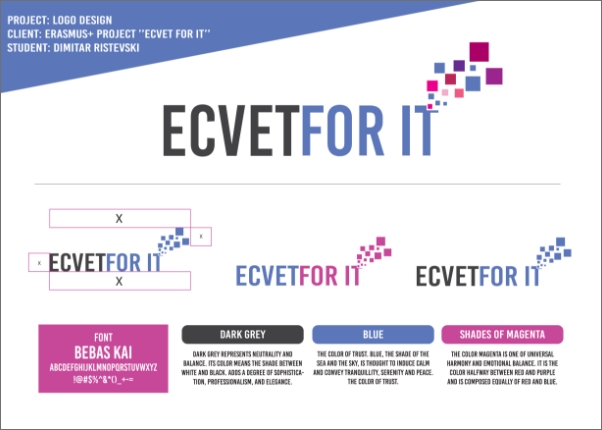 PROJECT: LOGO DESIGN
CLIENT: ERASMUS+ PROJECT "ECVET FOR IT"
STUDENT: DIMITAR RISTEVSKI
ECVETFOR IT
X
X
X
ECVETFOR IT
X
ECVETFOR IT
ECVETFOR IT
FONT
BEBAS KAI
ABCDEFGHIJKLMNOPQRSTUVWXYZ
!@#$%^&*()_+-=
DARK GREY
DARK GREY REPRESENTS NEUTRALITY AND
BALANCE. ITS COLOR MEANS THE SHADE BETWEEN
WHITE AND BLACK. ADDS A DEGREE OF SOPHISTICA-
TION, PROFESSIONALISM, AND ELEGANCE.
BLUE
THE COLOR OF TRUST. BLUE, THE SHADE OF THE
SEA AND THE SKY, IS THOUGHT TO INDUCE CALM
AND CONVEY TRANQUILITY, SERENITY AND PEACE.
THE COLOR OF TRUST.
SHADES OF MAGENTA
THE COLOR MAGENTA IS ONE OF UNIVERSAL
HARMONY AND EMOTIONAL BALANCE. IT IS THE
COLOR HALFWAY BETWEEN RED AND PURPLE
AND IS COMPOSED EQUALLY OF RED AND BLUE.